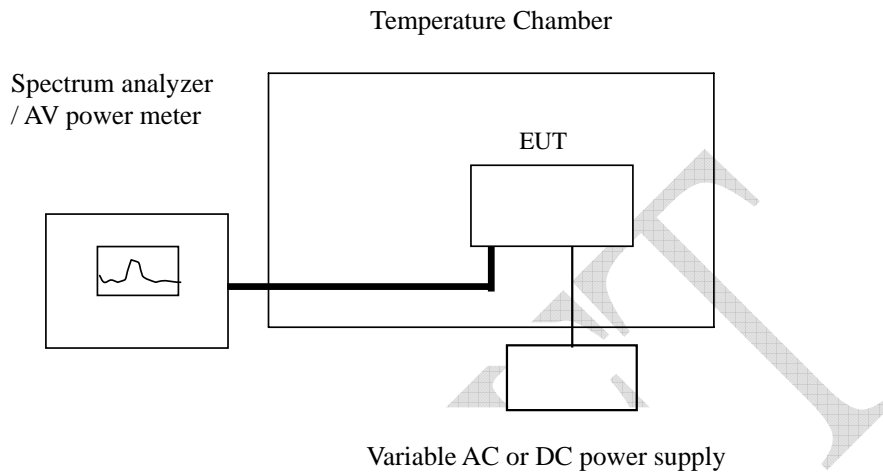 Temperature Chamber
Spectrum analyzer
/ AV power meter
EUT
Variable AC or DC power supply